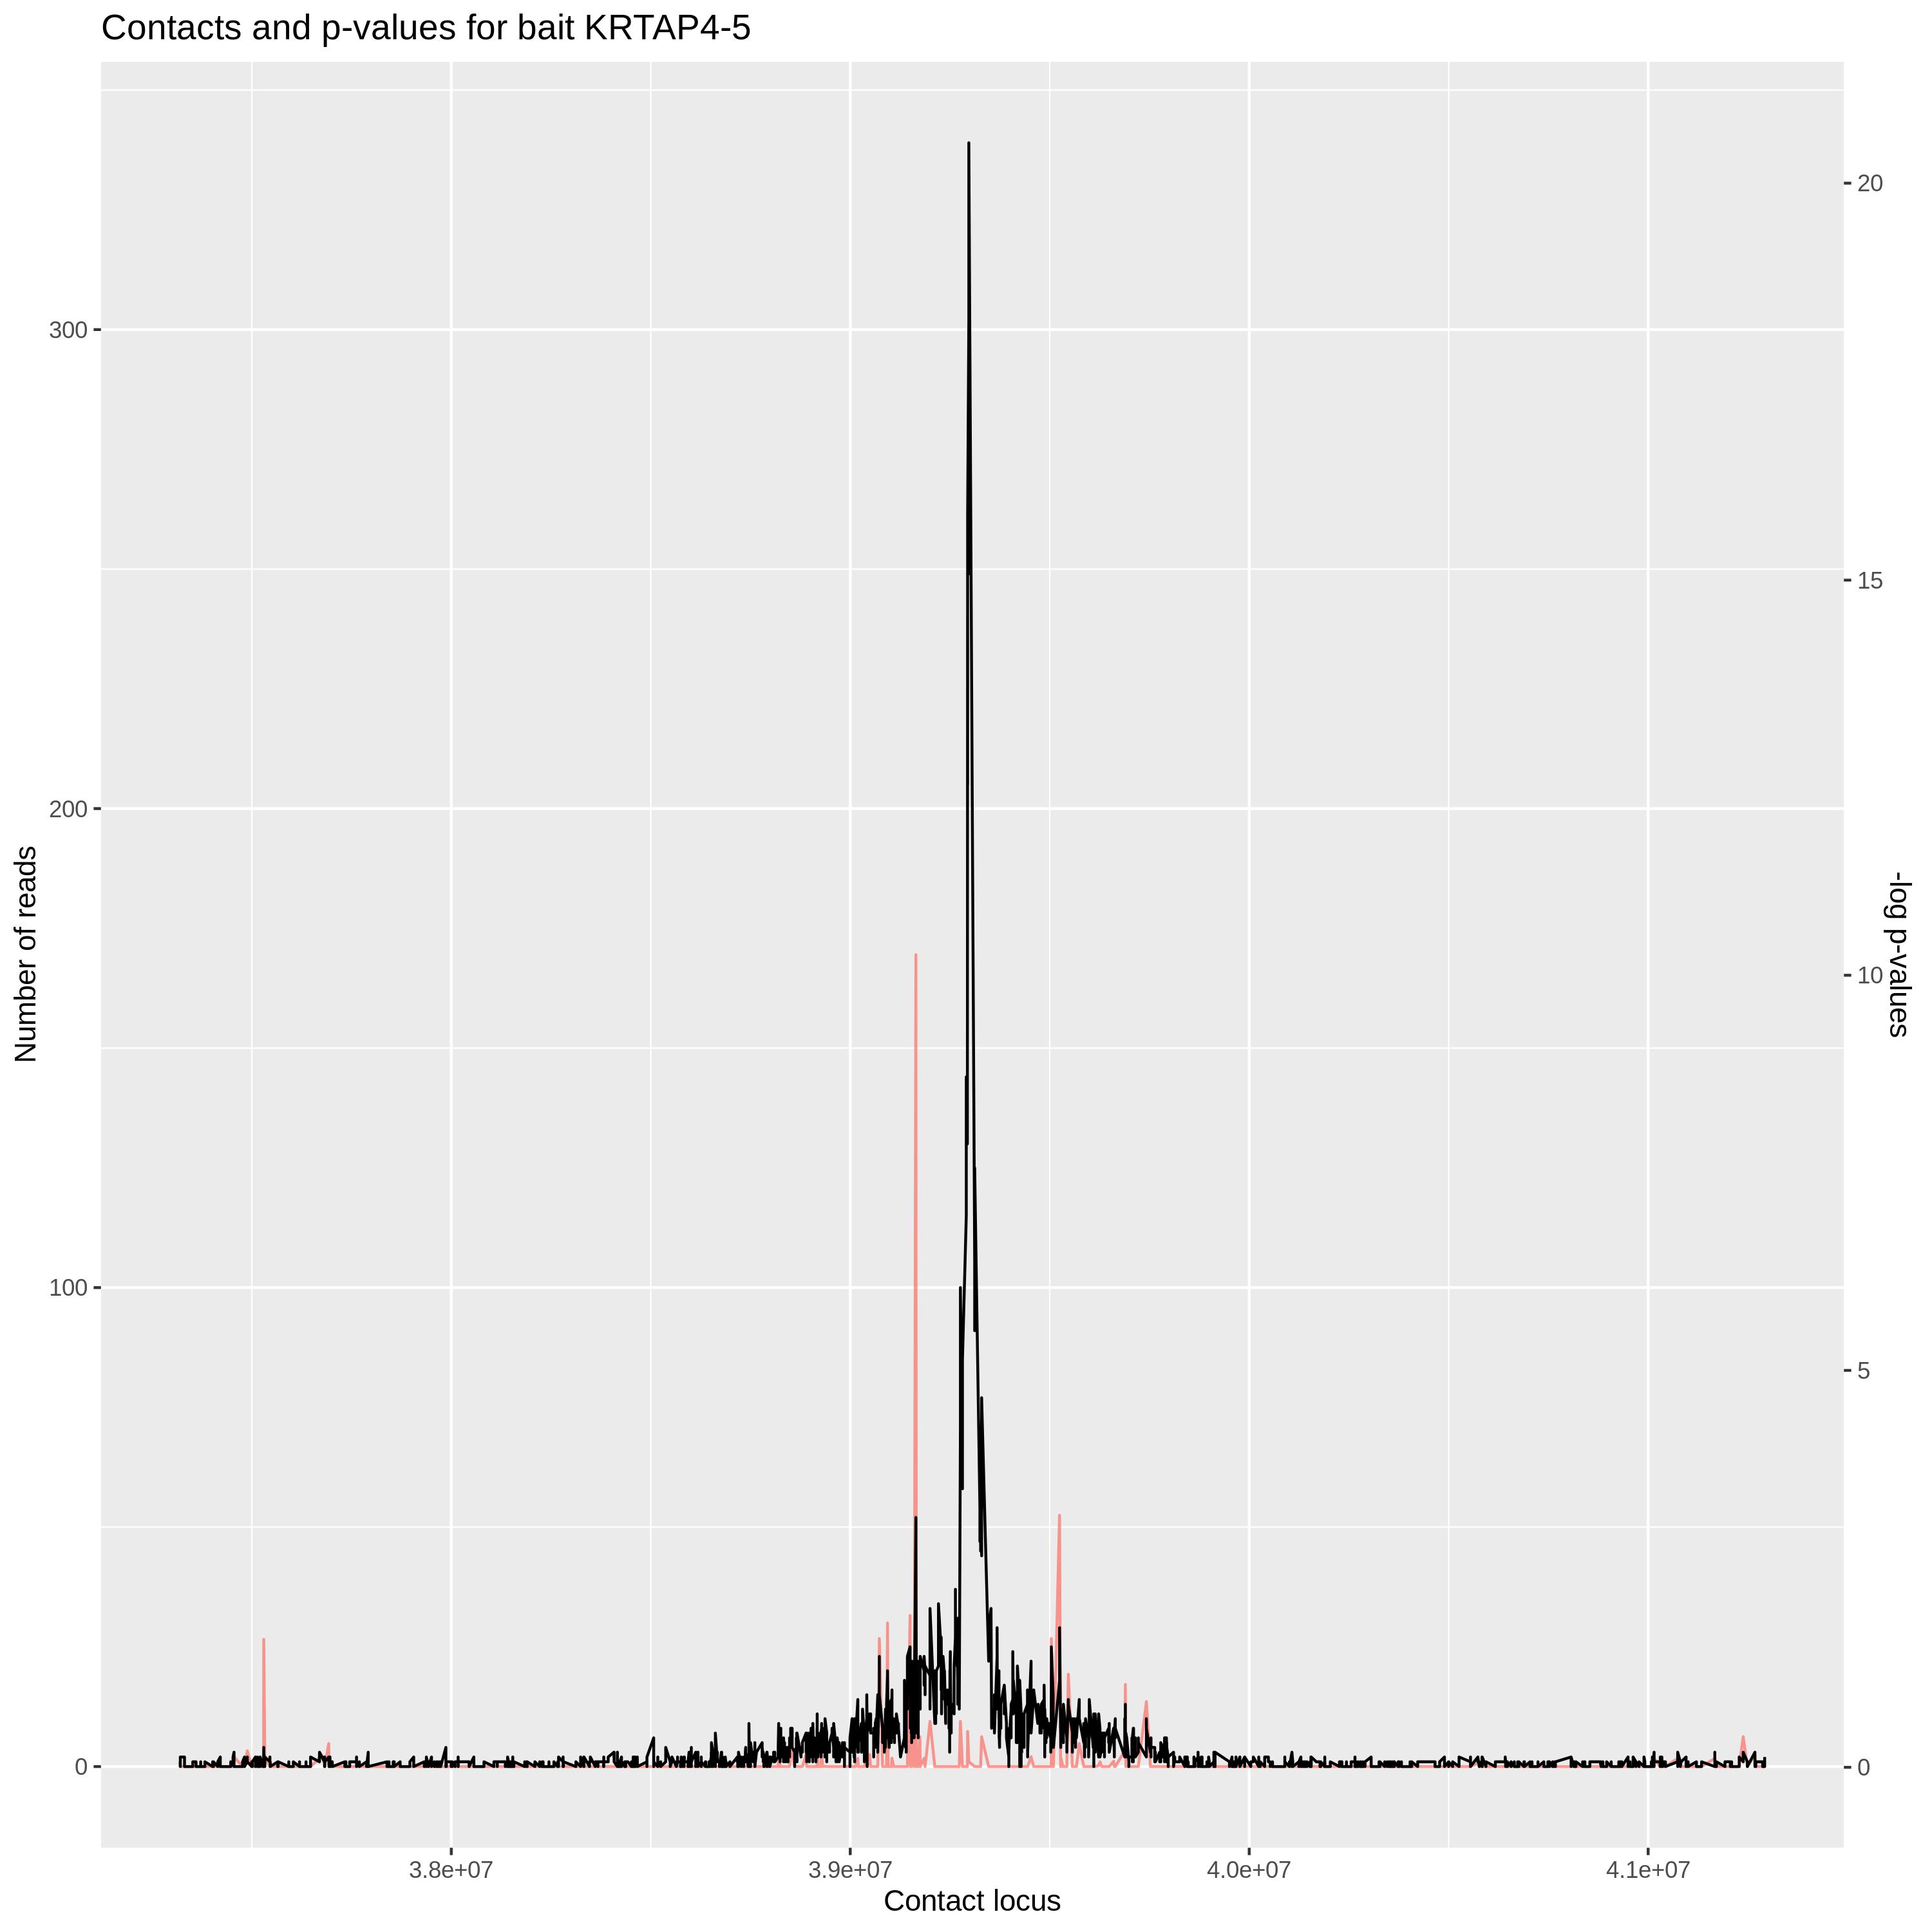 Contacts and p-values for bait KRTAP4-5
Number of reads
300
200
100
0
20
15
10
5
0
-log p-values
3.8e+07
3.9e+07
4.0e+07
4.1e+07
Contact locus